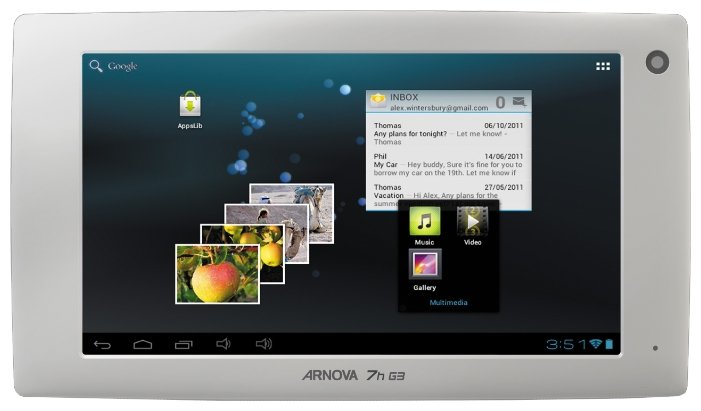 Google
AppsLib
INBOX
0
alex.wintersbury@gmail.com
Thomas 06/10/2011
Any plans for tonight? – Let me know! -
Thomas
Phil 14/06/2011
My Car – Hey buddy, Sure it's fine for you to
borrow my car on the 19th. Let me know if
Thomas 27/05/2011
Vacation – Hi Alex, Any plans for the
summe
Music
Video
Gallery
Multimedia
3:51
ARNOVA 7h G3